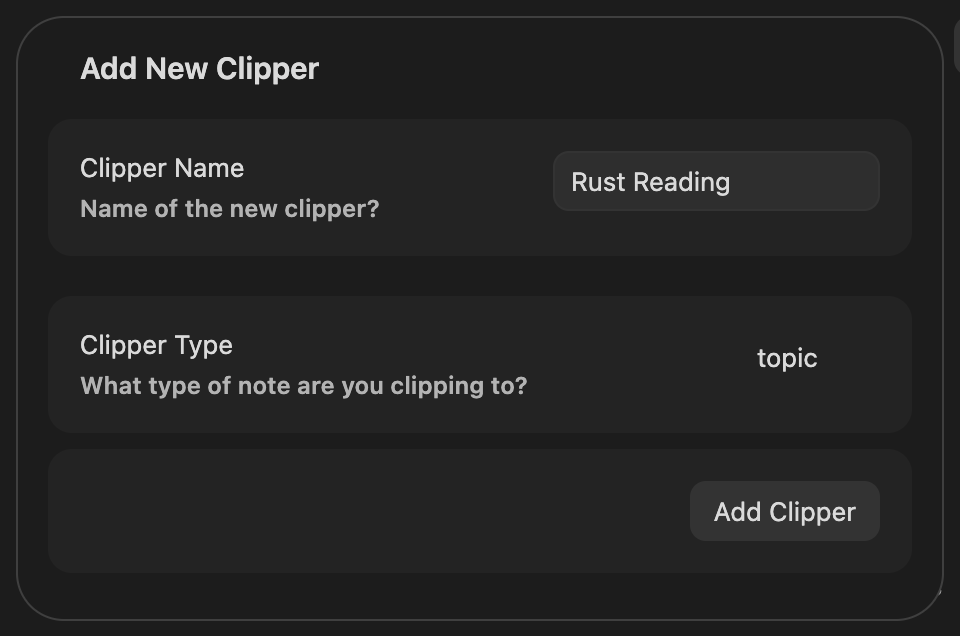 Add New Clipper
Clipper Name
Name of the new clipper?
Rust Reading
Clipper Type
What type of note are you clipping to?
topic
Add Clipper